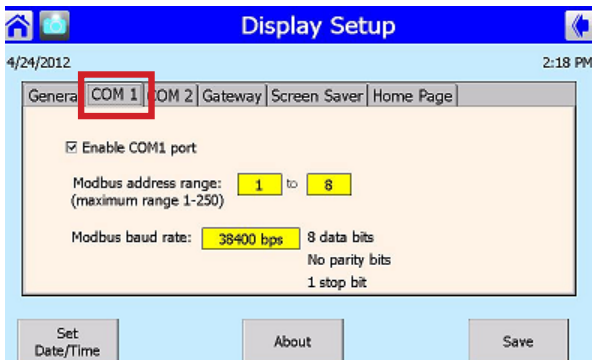 Display Setup
4/24/2012
2:18 PM
Genera COM 1 COM 2 Gateway Screen Saver Home Page
Enable COM1 port
Modbus address range: 1 to 8
(maximum range 1-250)
Modbus baud rate: 38400 bps 8 data bits
No parity bits
1 stop bit
Set
Date/Time
About
Save